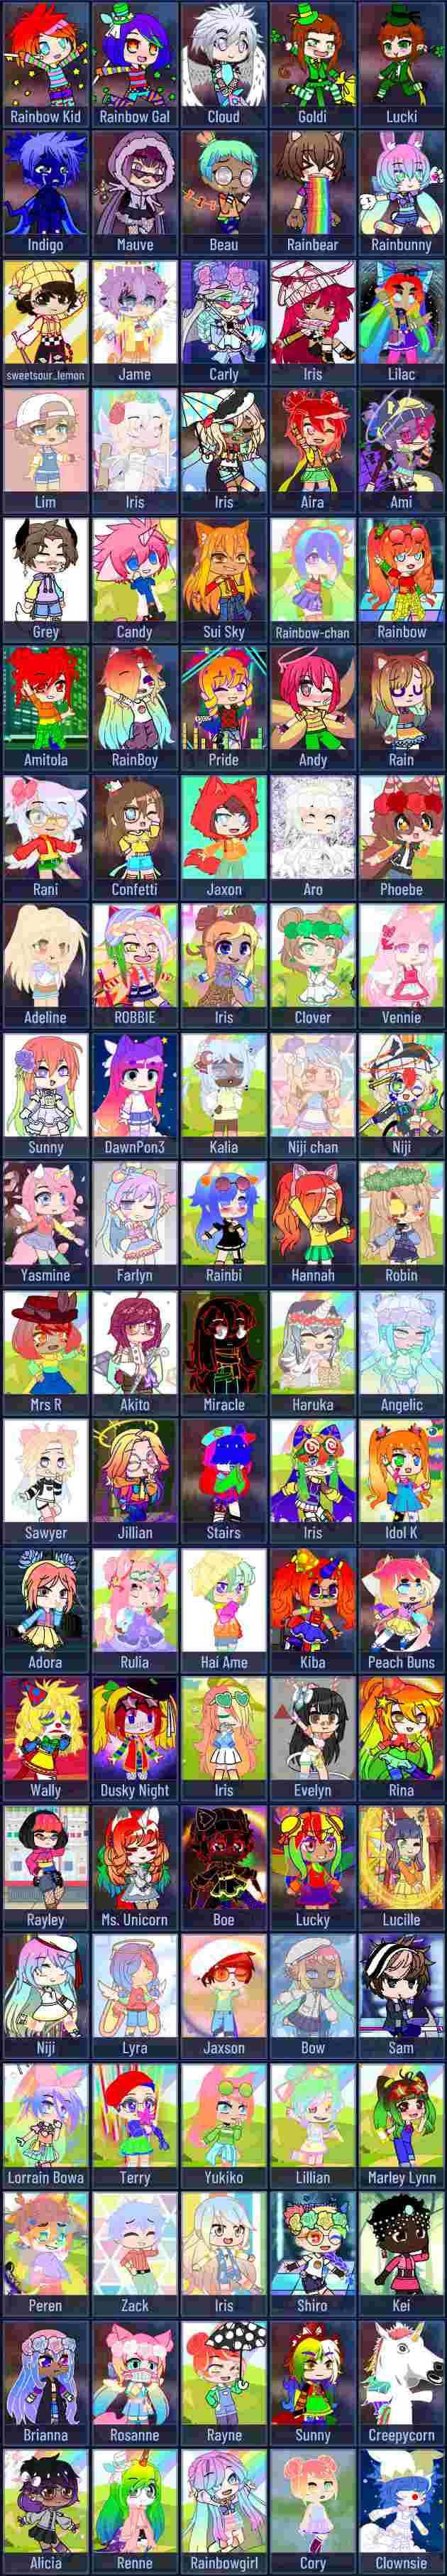 Rainbow Kid
Rainbow Gal
Cloud
Goldi
Lucki
Indigo
Mauve
Beau
Rainbear
Rainbunny
sweetsour_lemon
Jame
Carly
Iris
Lilac
Lim
Iris
Iris
Aira
Ami
Grey
Candy
Sui Sky
Rainbow-chan
Rainbow
Amitola
RainBoy
Pride
Andy
Rain
Rani
Confetti
Jaxon
Aro
Phoebe
Adeline
ROBBIE
Iris
Clover
Vennie
Sunny
DawnPon3
Kalia
Niji chan
Niji
Yasmine
Farlyn
Rainbi
Hannah
Robin
Mrs R
Akito
Miracle
Haruka
Angelic
Sawyer
Jillian
Stairs
Iris
Idol K
Adora
Rulia
Hai Ame
Kiba
Peach Buns
Wally
Dusky Night
Iris
Evelyn
Rina
Rayley
Ms. Unicorn
Boe
Lucky
Lucille
Niji
Lyra
Jaxson
Bow
Sam
Lorrain Bowa
Terry
Yukiko
Lillian
Marley Lynn
Peren
Zack
Iris
Shiro
Kei
Brianna
Rosanne
Rayne
Sunny
Creepycorn
Alicia
Renne
Rainbowgirl
Cory
Clownsie